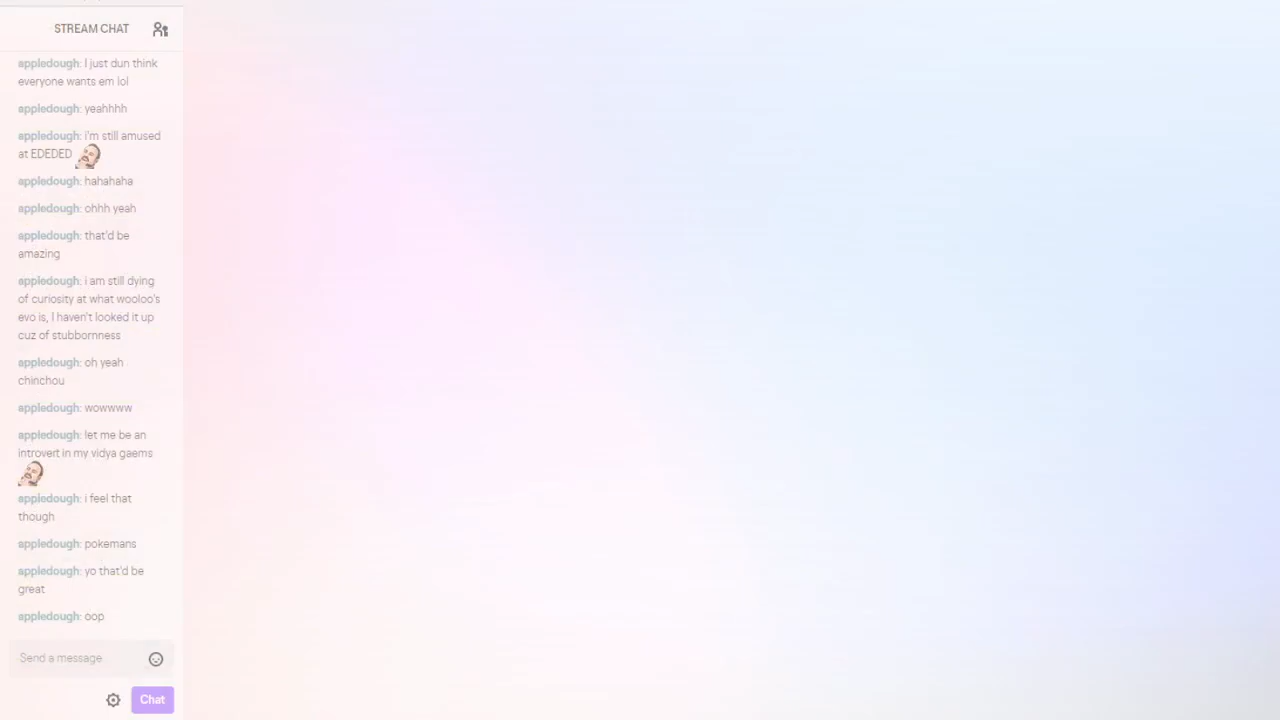 STREAM CHAT
appledough: I just dun think
everyone wants em lol
appledough: yeahhhh
appledough: i'm still amused
at EDEDED
appledough: hahahaha
appledough: ohhh yeah
appledough: that'd be
amazing
appledough: i am still dying
of curiosity at what wooloo's
evo is, I haven't looked it up
cuz of stubbornness
appledough: oh yeah
chinchou
appledough: wowwww
appledough: let me be an
introvert in my vidya gaems
appledough: i feel that
though
appledough: pokemans
appledough: yo that'd be
great
appledough: oop
Send a message
Chat